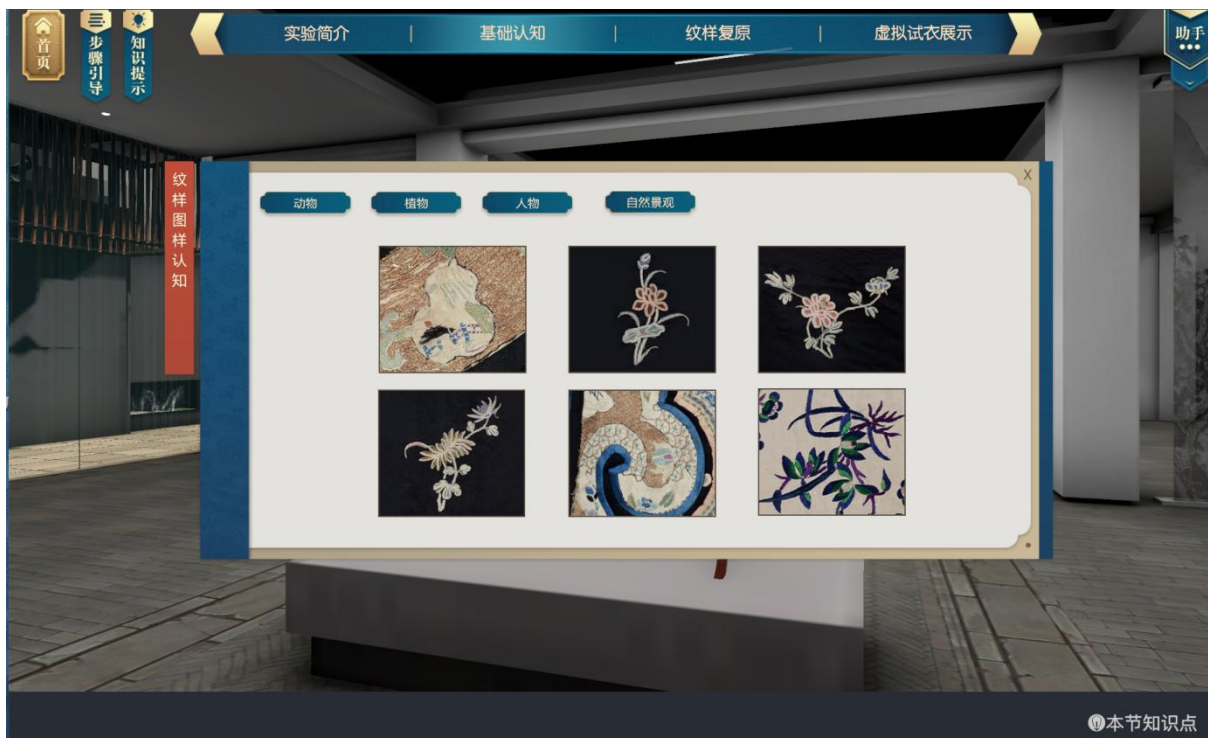 首页
步骤引导
知识提示
实验简介 | 基础认知 | 纹样复原 | 虚拟试衣展示
助手
纹样图样认知
X
动物 植物 人物 自然景观
本节知识点